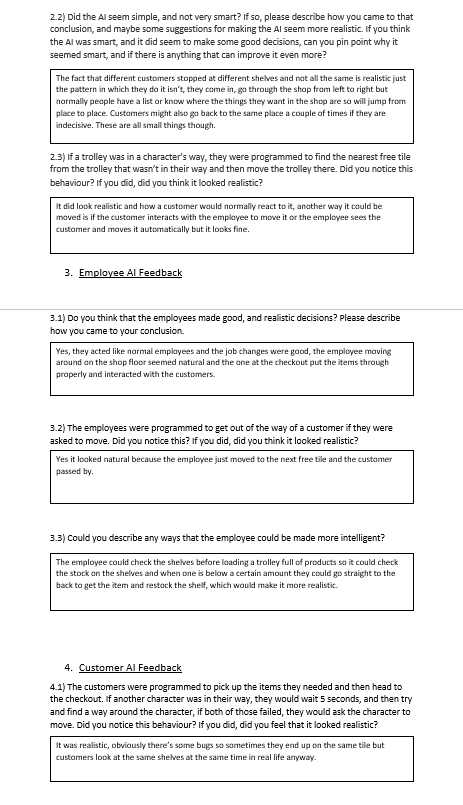 2.2) Did the AI seem simple, and not very smart? If so, please describe how you came to that
conclusion, and maybe some suggestions for making the AI seem more realistic. If you think
the AI was smart, and it did seem to make some good decisions, can you pin point why it
seemed smart, and if there is anything that can improve it even more?
The fact that different customers stopped at different shelves and not all the same is realistic just
the pattern in which they do it isn't, they come in, go through the shop from left to right but
normally people have a list or know where the things they want in the shop are so will jump from
place to place. Customers might also go back to the same place a couple of times if they are
indecisive. These are all small things though.
2.3) If a trolley was in a character's way, they were programmed to find the nearest free tile
from the trolley that wasn't in their way and then move the trolley there. Did you notice this
behaviour? If you did, did you think it looked realistic?
It did look realistic and how a customer would normally react to it, another way it could be
moved is if the customer interacts with the employee to move it or the employee sees the
customer and moves it automatically but it looks fine.
3. Employee AI Feedback
3.1) Do you think that the employees made good, and realistic decisions? Please describe
how you came to your conclusion.
Yes, they acted like normal employees and the job changes were good, the employee moving
around on the shop floor seemed natural and the one at the checkout put the items through
properly and interacted with the customers.
3.2) The employees were programmed to get out of the way of a customer if they were
asked to move. Did you notice this? If you did, did you think it looked realistic?
Yes it looked natural because the employee just moved to the next free tile and the customer
passed by.
3.3) Could you describe any ways that the employee could be made more intelligent?
The employee could check the shelves before loading a trolley full of products so it could check
the stock on the shelves and when one is below a certain amount they could go straight to the
back to get the item and restock the shelf, which would make it more realistic.
4. Customer AI Feedback
4.1) The customers were programmed to pick up the items they needed and then head to
the checkout. If another character was in their way, they would wait 5 seconds, and then try
and find a way around the character, if both of those failed, they would ask the character to
move. Did you notice this behaviour? If you did, did you feel that it looked realistic?
It was realistic, obviously there's some bugs so sometimes they end up on the same tile but
customers look at the same shelves at the same time in real life anyway.